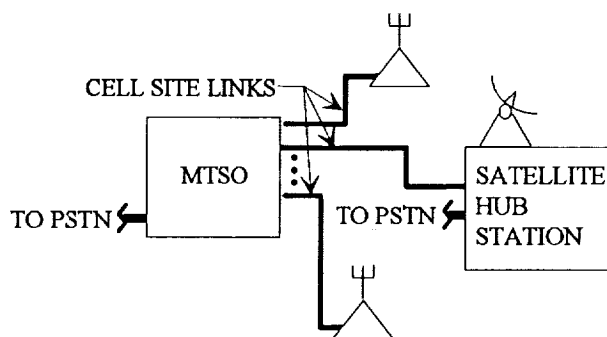 CELL SITE LINKS
MTSO
SATELLITE
HUB
STATION
TO PSTN
TO PSTN